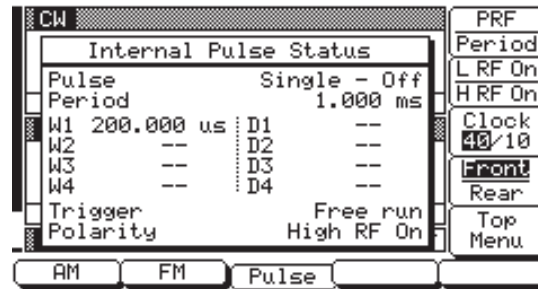 CW
Internal Pulse Status
Pulse Single - Off
Period 1.000 ms
W1 200.000 us D1 --
W2 -- D2 --
W3 -- D3 --
W4 -- D4 --
Trigger Free run
Polarity High RF On
PRF
Period
L RF On
H RF On
Clock
40/10
Front
Rear
Top
Menu
AM FM Pulse